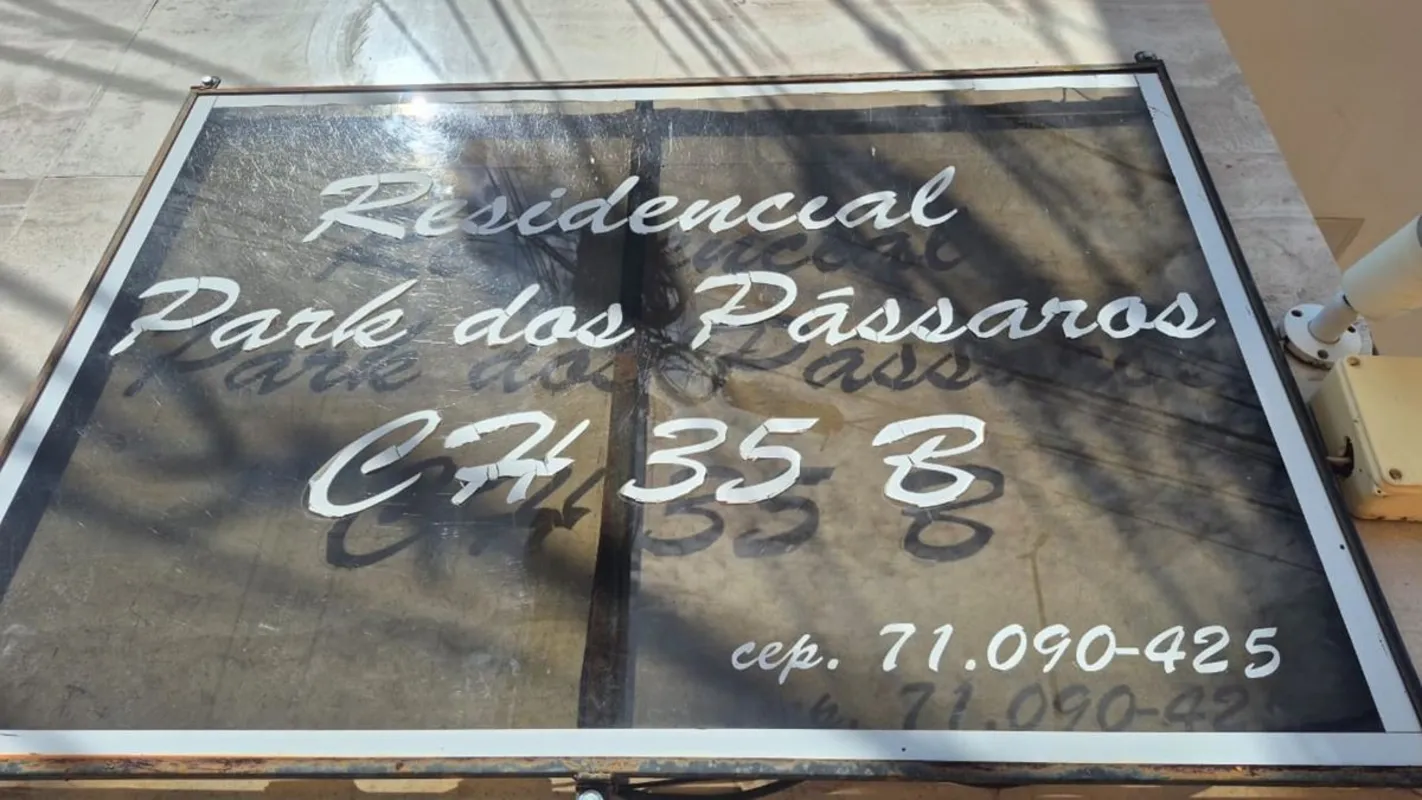 Residencial
Park dos Pássaros
CH 35 B
cep. 71.090-425